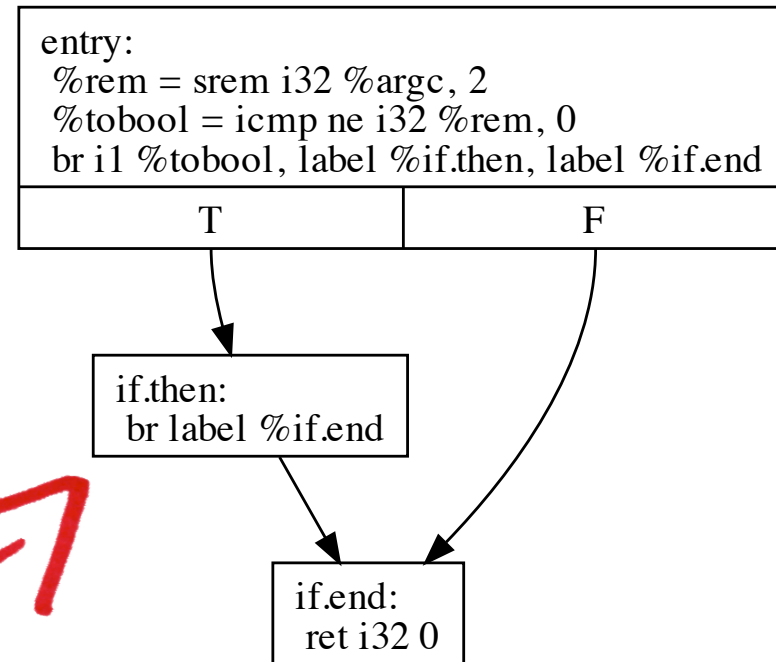 entry:
%rem = srem i32 %argc, 2
%tobool = icmp ne i32 %rem, 0
br i1 %tobool, label %if.then, label %if.end
T
F
if.then:
br label %if.end
if.end:
ret i32 0